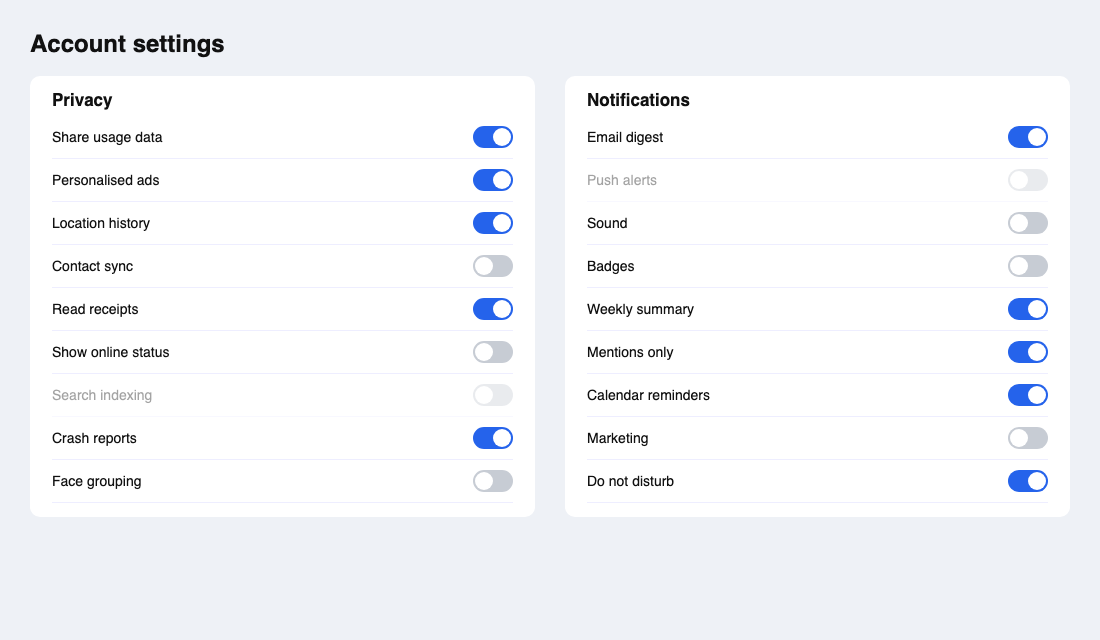 Account settings
Privacy
Share usage data
Personalised ads
Location history
Contact sync
Read receipts
Show online status
Search indexing
Crash reports
Face grouping
Notifications
Email digest
Push alerts
Sound
Badges
Weekly summary
Mentions only
Calendar reminders
Marketing
Do not disturb